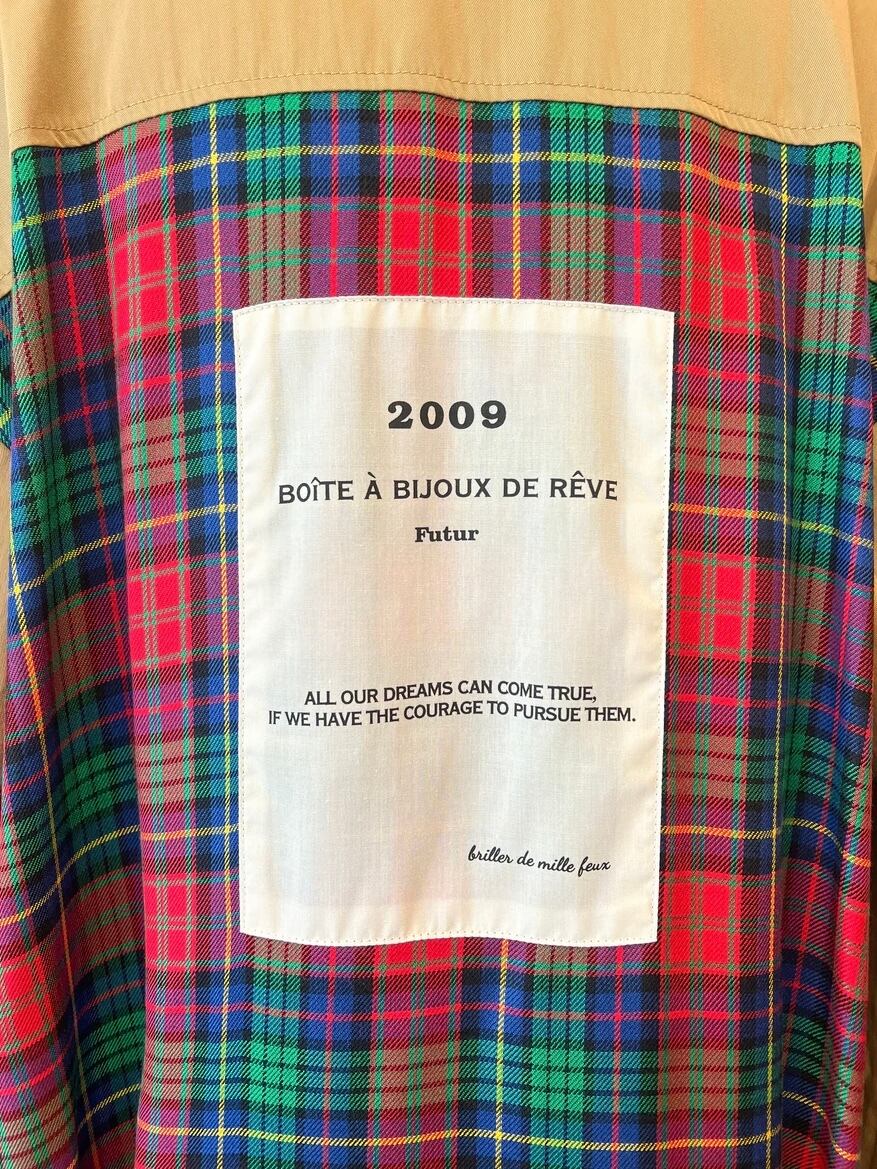 2009
BOÎTE À BIJOUX DE RÊVE
Futur
ALL OUR DREAMS CAN COME TRUE,
IF WE HAVE THE COURAGE TO PURSUE THEM.
briller de mille feux